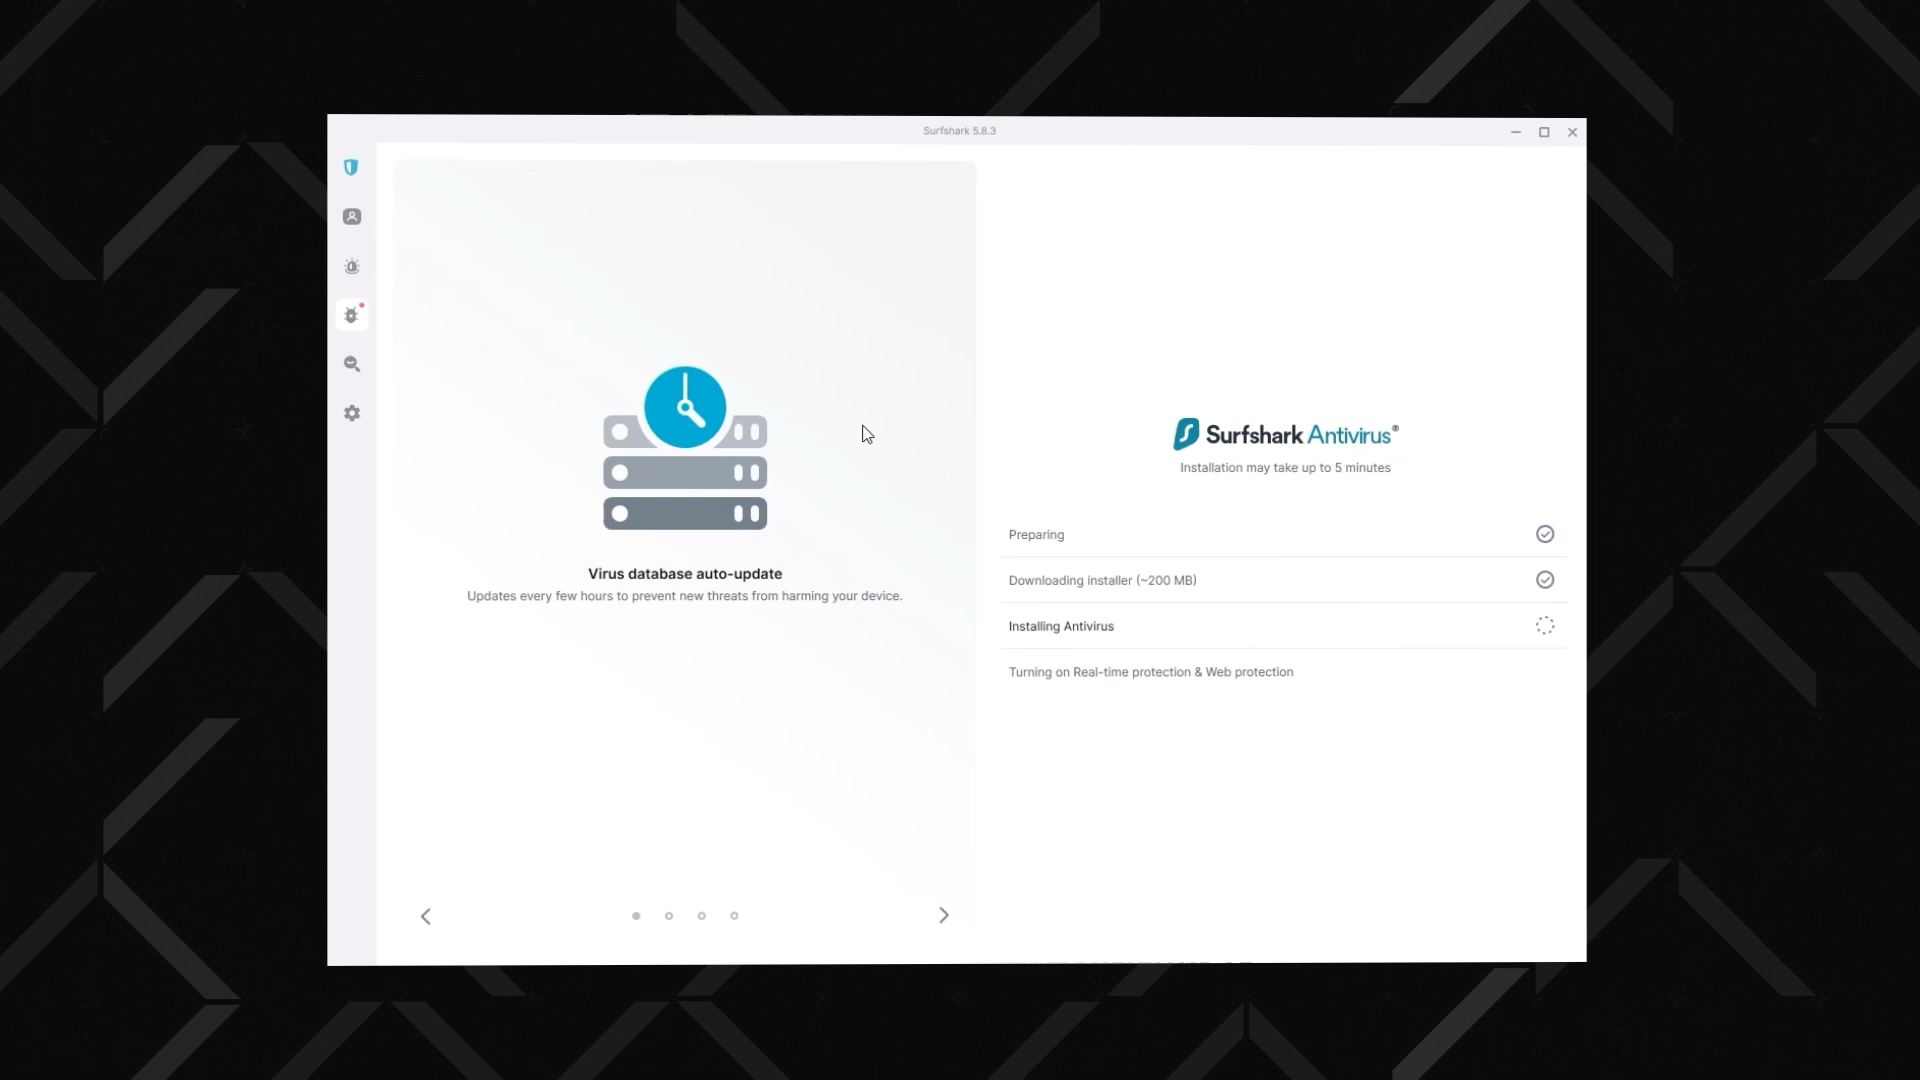 Surfshark 5.8.3
Virus database auto-update
Updates every few hours to prevent new threats from harming your device.
Surfshark Antivirus®
Installation may take up to 5 minutes
Preparing
Downloading installer (~200 MB)
Installing Antivirus
Turning on Real-time protection & Web protection